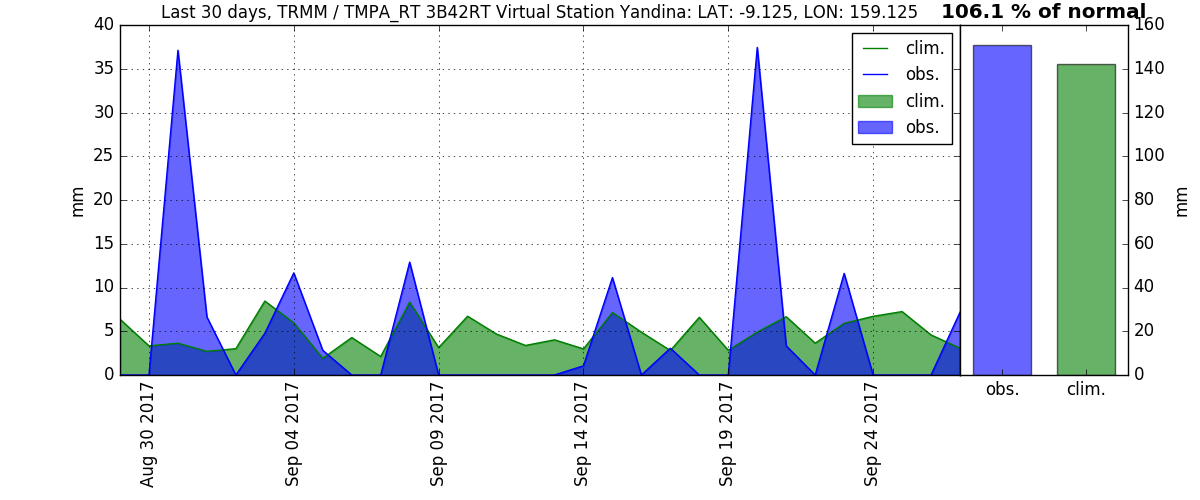 Last 30 days, TRMM / TMPA_RT 3B42RT Virtual Station Yandina: LAT: -9.125, LON: 159.125
106.1 % of normal
40
35
30
25
20
15
10
5
0
mm
clim.
obs.
clim.
obs.
160
140
120
100
80
60
40
20
0
mm
Aug 30 2017
Sep 04 2017
Sep 09 2017
Sep 14 2017
Sep 19 2017
Sep 24 2017
obs.
clim.